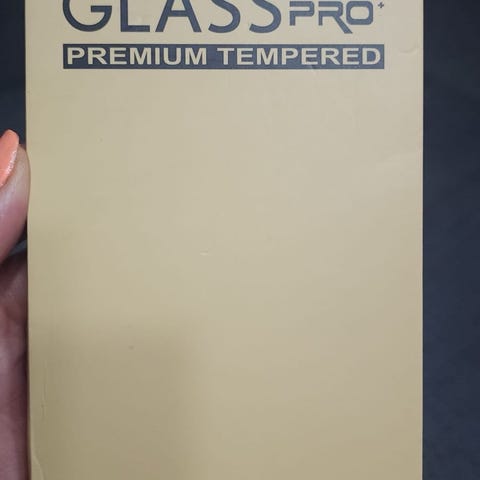 GLASS PRO+
PREMIUM TEMPERED